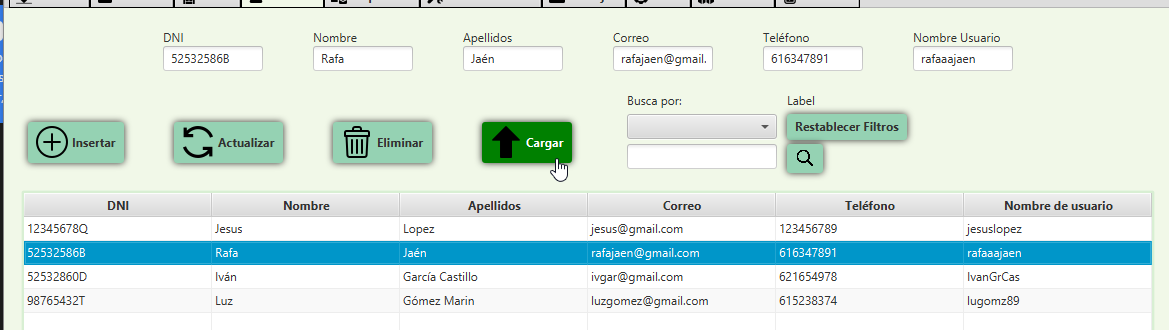 DNI Nombre Apellidos Correo Teléfono Nombre Usuario
52532586B Rafa Jaén rafajaen@gmail. 616347891 rafaaajaen
Busca por: Label
Insertar Actualizar Eliminar Cargar Restablecer Filtros
DNI Nombre Apellidos Correo Teléfono Nombre de usuario
12345678Q Jesus Lopez jesus@gmail.com 123456789 jesuslopez
52532586B Rafa Jaén rafajaen@gmail.com 616347891 rafaaajaen
52532860D Iván García Castillo ivgar@gmail.com 621654978 IvanGrCas
98765432T Luz Gómez Marin luzgomez@gmail.com 615238374 lugomz89